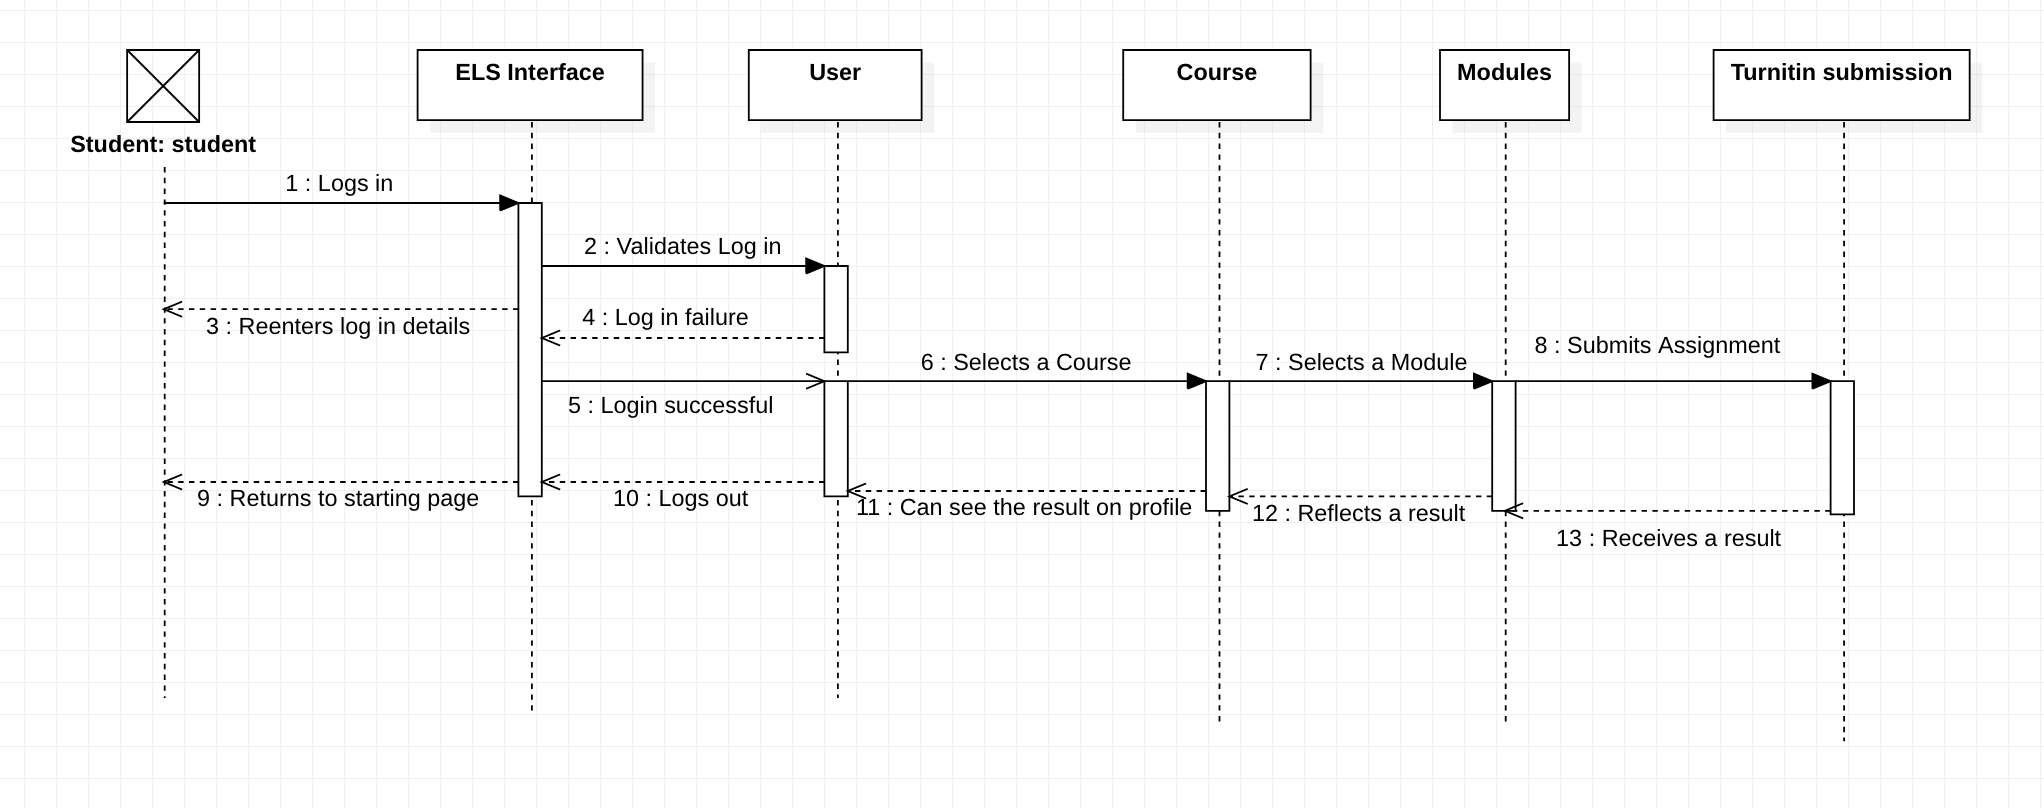 ELS Interface
User
Course
Modules
Turnitin submission
Student: student
1 : Logs in
2 : Validates Log in
3 : Reenters log in details
4 : Log in failure
5 : Login successful
6 : Selects a Course
7 : Selects a Module
8 : Submits Assignment
9 : Returns to starting page
10 : Logs out
11 : Can see the result on profile
12 : Reflects a result
13 : Receives a result